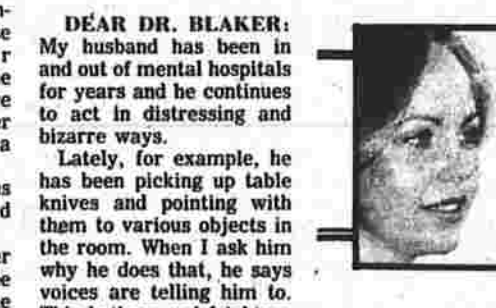 DEAR DR. BLAKER:
My husband has been in
and out of mental hospitals
for years and he continues
to act in distressing and
bizarre ways.
Lately, for example, he
has been picking up table
knives and pointing with
them to various objects in
the room. When I ask him
why he does that, he says
voices are telling him to.